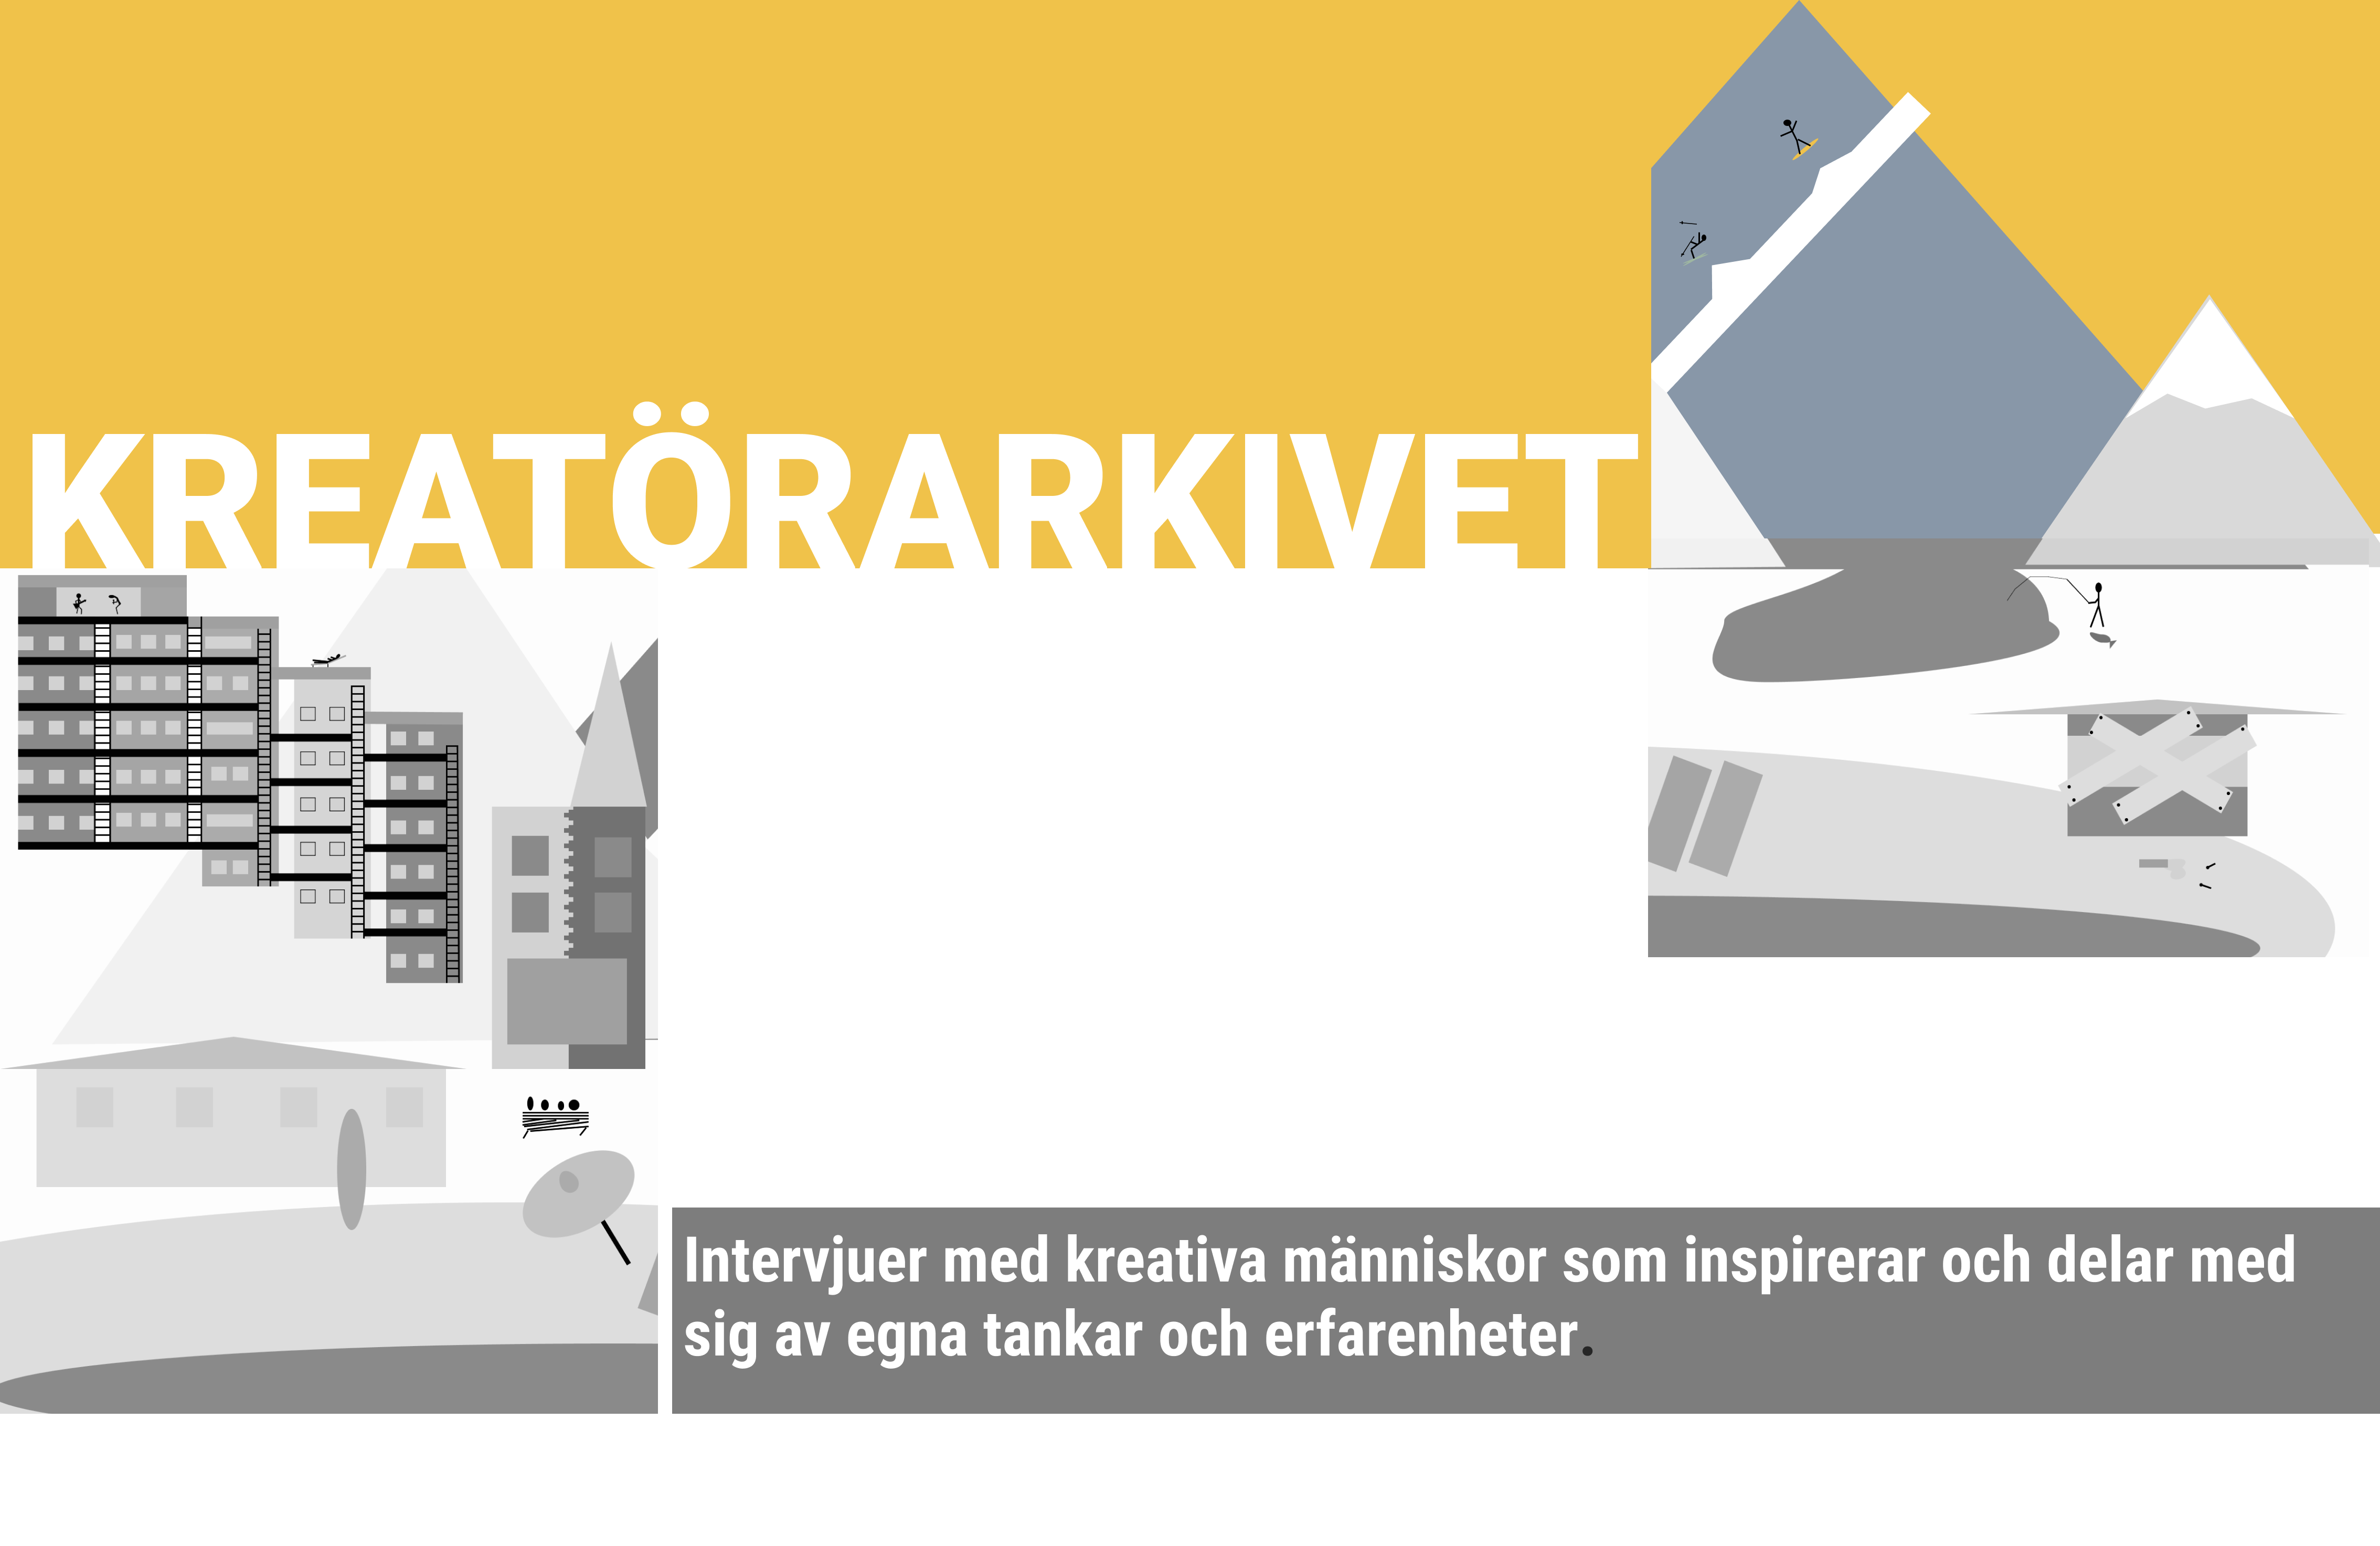 KREATÖRARKIVET
Intervjuer med kreativa människor som inspirerar och delar med
sig av egna tankar och erfarenheter.